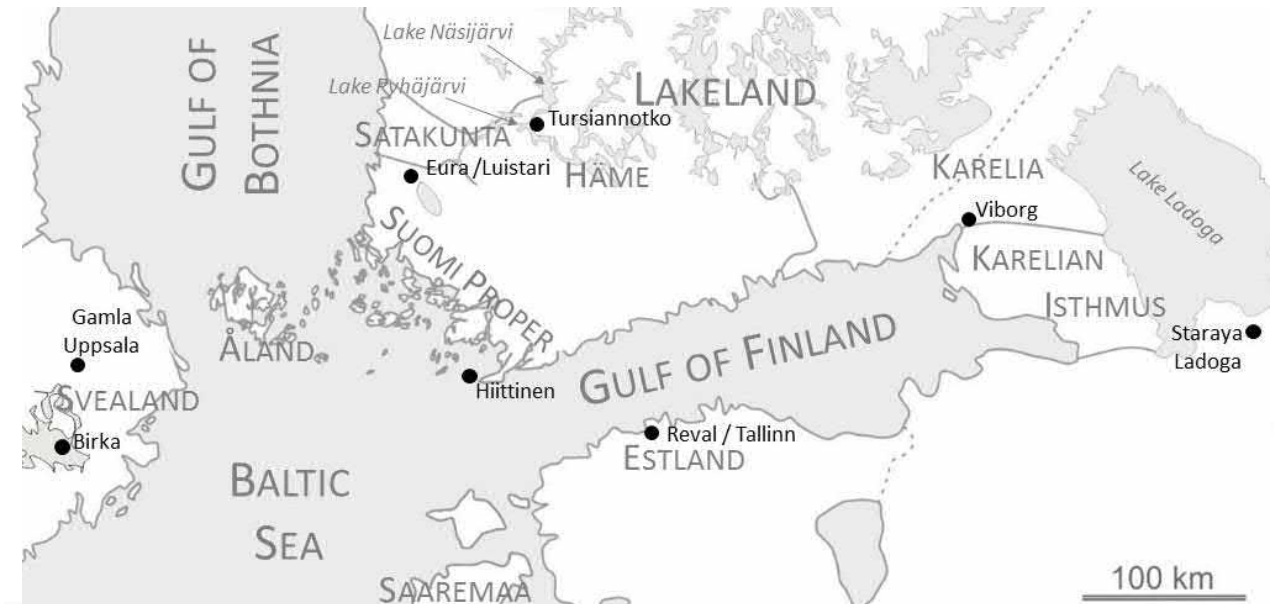 Lake Näsijärvi
GULF OF
BOTHNIA
Lake Pyhäjärvi
LAKELAND
Tursiannotko
SATAKUNTA
Eura /Luistari
HÄME
KARELIA
Lake Ladoga
Viborg
SUOMI PROPER
KARELIAN
ISTHMUS
Gamla
Uppsala
ÅLAND
Staraya
Ladoga
GULF OF FINLAND
SVEALAND
Hiittinen
Birka
Reval / Tallinn
ESTLAND
BALTIC
SEA
SAAREMAA
100 km